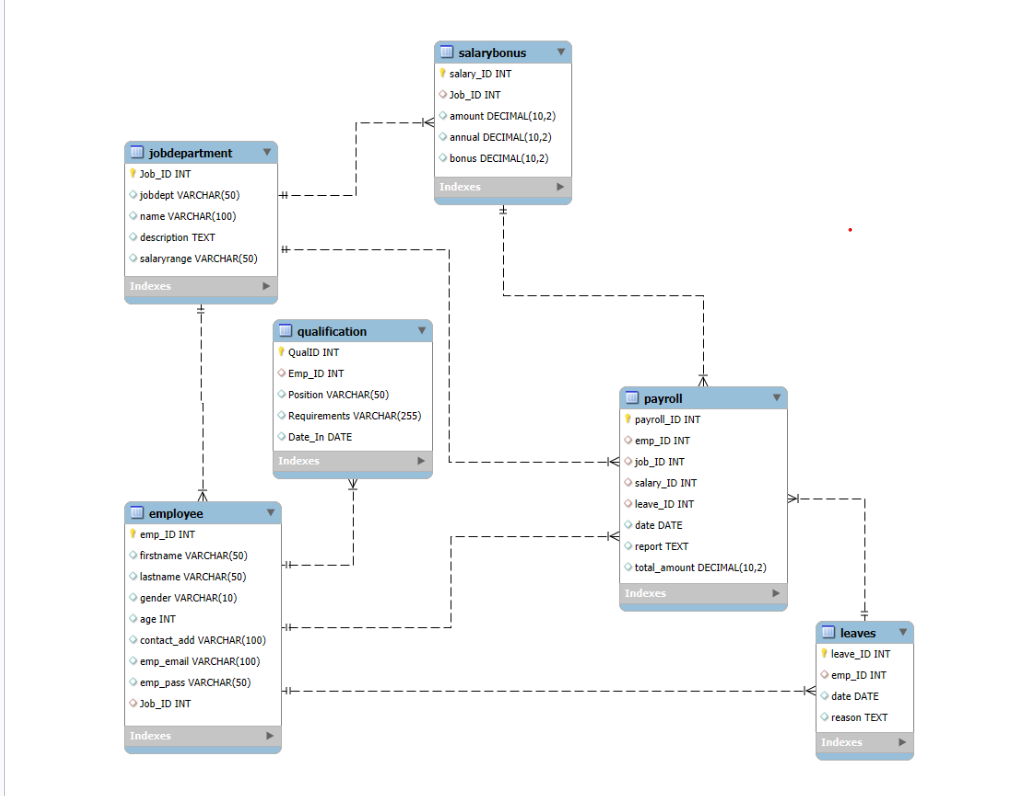 salarybonus
salary_ID INT
Job_ID INT
amount DECIMAL(10,2)
annual DECIMAL(10,2)
bonus DECIMAL(10,2)
Indexes
jobdepartment
Job_ID INT
jobdept VARCHAR(50)
name VARCHAR(100)
description TEXT
salaryrange VARCHAR(50)
Indexes
qualification
QualID INT
Emp_ID INT
Position VARCHAR(50)
Requirements VARCHAR(255)
Date_In DATE
Indexes
payroll
payroll_ID INT
emp_ID INT
job_ID INT
salary_ID INT
leave_ID INT
date DATE
report TEXT
total_amount DECIMAL(10,2)
Indexes
employee
emp_ID INT
firstname VARCHAR(50)
lastname VARCHAR(50)
gender VARCHAR(10)
age INT
contact_add VARCHAR(100)
emp_email VARCHAR(100)
emp_pass VARCHAR(50)
Job_ID INT
Indexes
leaves
leave_ID INT
emp_ID INT
date DATE
reason TEXT
Indexes